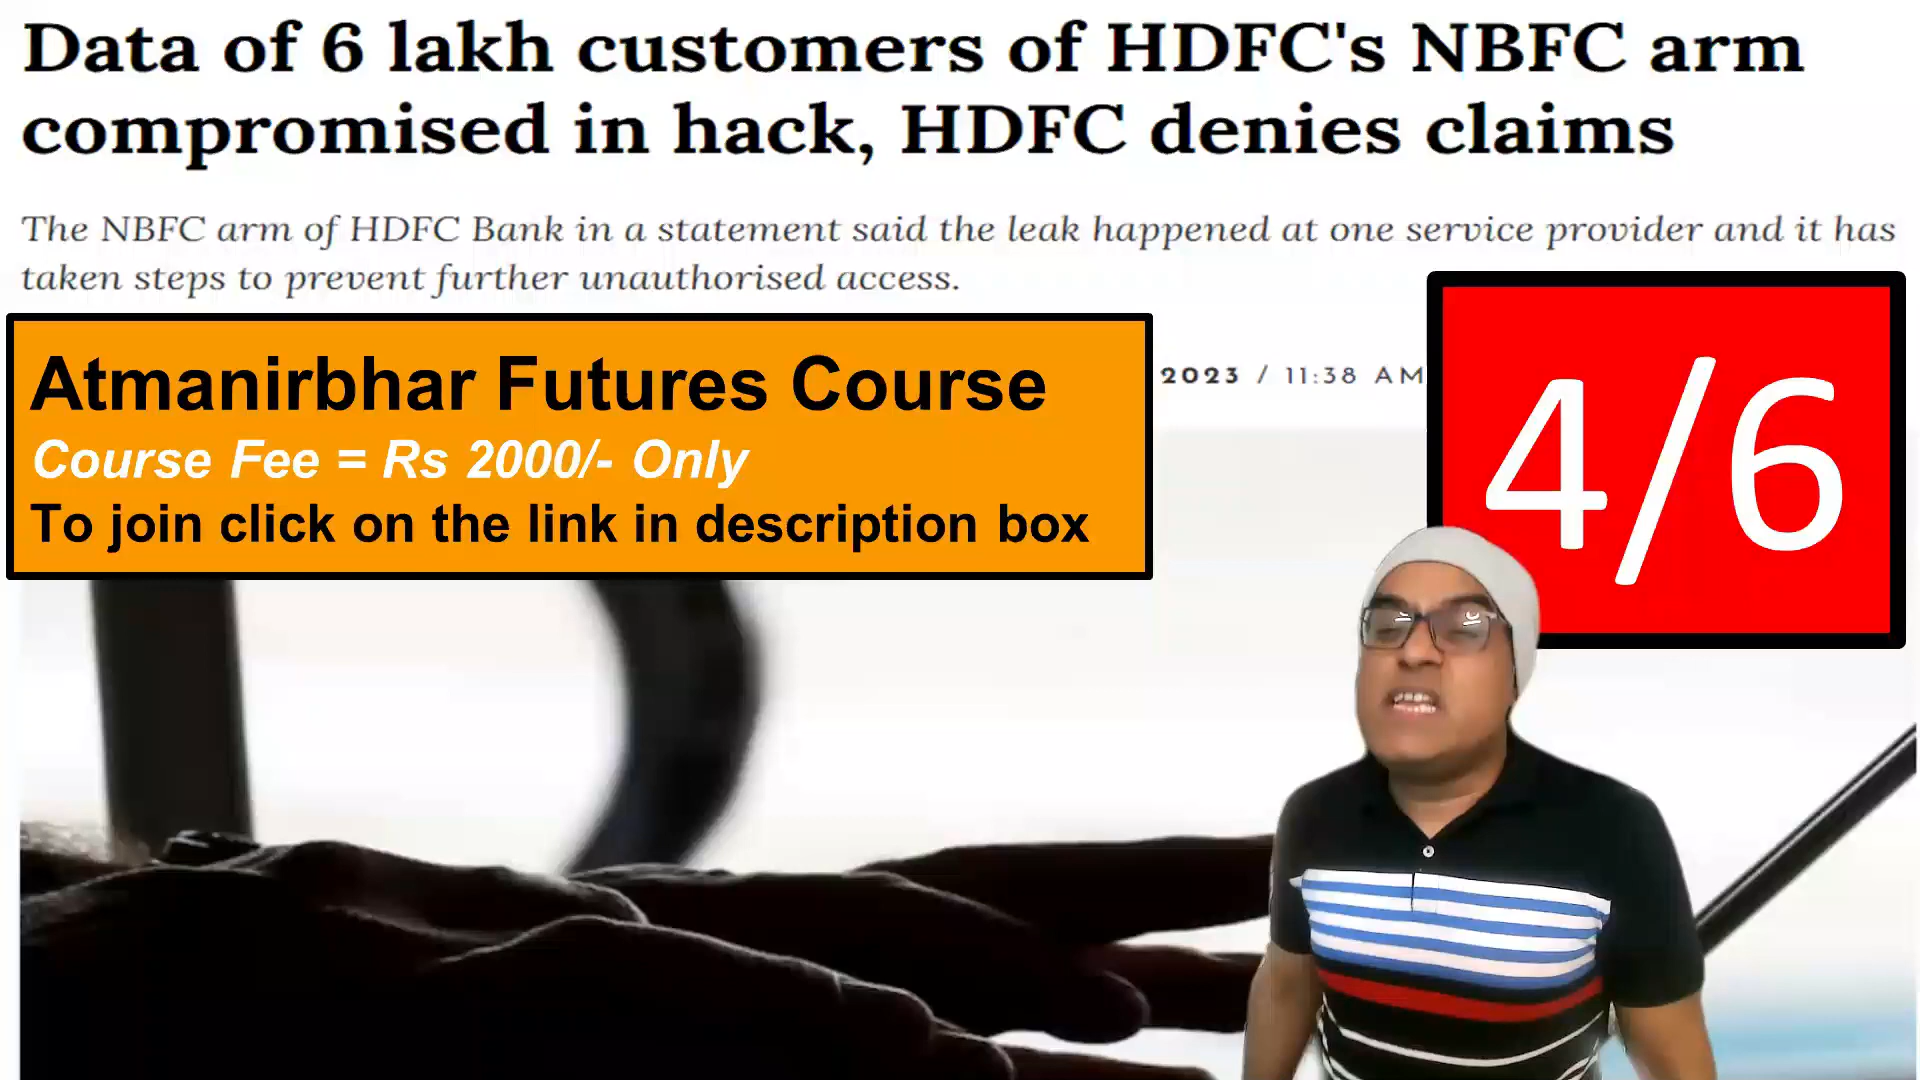 Data of 6 lakh customers of HDFC's NBFC arm
compromised in hack, HDFC denies claims
The NBFC arm of HDFC Bank in a statement said the leak happened at one service provider and it has
taken steps to prevent further unauthorised access.
2023 / 11:38 AM
Atmanirbhar Futures Course
Course Fee = Rs 2000/- Only
To join click on the link in description box
4/6